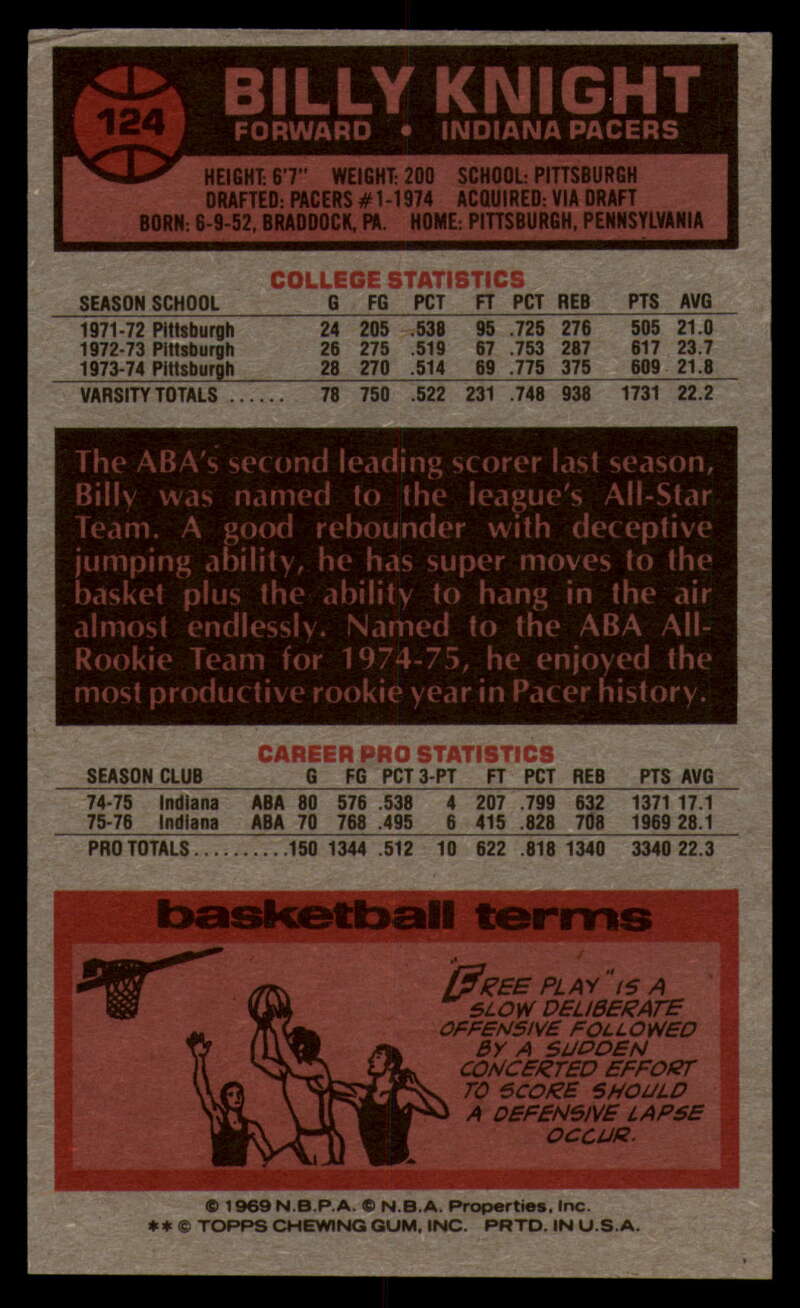 124
BILLY KNIGHT
FORWARD • INDIANA PACERS
HEIGHT: 6'7" WEIGHT: 200 SCHOOL: PITTSBURGH
DRAFTED: PACERS #1-1974 ACQUIRED: VIA DRAFT
BORN: 6-9-52, BRADDOCK, PA. HOME: PITTSBURGH, PENNSYLVANIA
COLLEGE STATISTICS
SEASON SCHOOL G FG PCT FT PCT REB PTS AVG
1971-72 Pittsburgh 24 205 .538 95 .725 276 505 21.0
1972-73 Pittsburgh 26 275 .519 67 .753 287 617 23.7
1973-74 Pittsburgh 28 270 .514 69 .775 375 609 21.8
VARSITY TOTALS ...... 78 750 .522 231 .748 938 1731 22.2
The ABA's second leading scorer last season,
Billy was named to the league's All-Star
Team. A good rebounder with deceptive
jumping ability, he has super moves to the
basket plus the ability to hang in the air
almost endlessly. Named to the ABA All-
Rookie Team for 1974-75, he enjoyed the
most productive rookie year in Pacer history.
CAREER PRO STATISTICS
SEASON CLUB G FG PCT 3-PT FT PCT REB PTS AVG
74-75 Indiana ABA 80 576 .538 4 207 .799 632 1371 17.1
75-76 Indiana ABA 70 768 .495 6 415 .828 708 1969 28.1
PRO TOTALS..........150 1344 .512 10 622 .818 1340 3340 22.3
basketball terms
"FREE PLAY" IS A
SLOW DELIBERATE
OFFENSIVE FOLLOWED
BY A SUDDEN
CONCERTED EFFORT
TO SCORE SHOULD
A DEFENSIVE LAPSE
OCCUR.
© 1969 N.B.P.A. © N.B.A. Properties, Inc.
** © TOPPS CHEWING GUM, INC. PRTD. IN U.S.A.